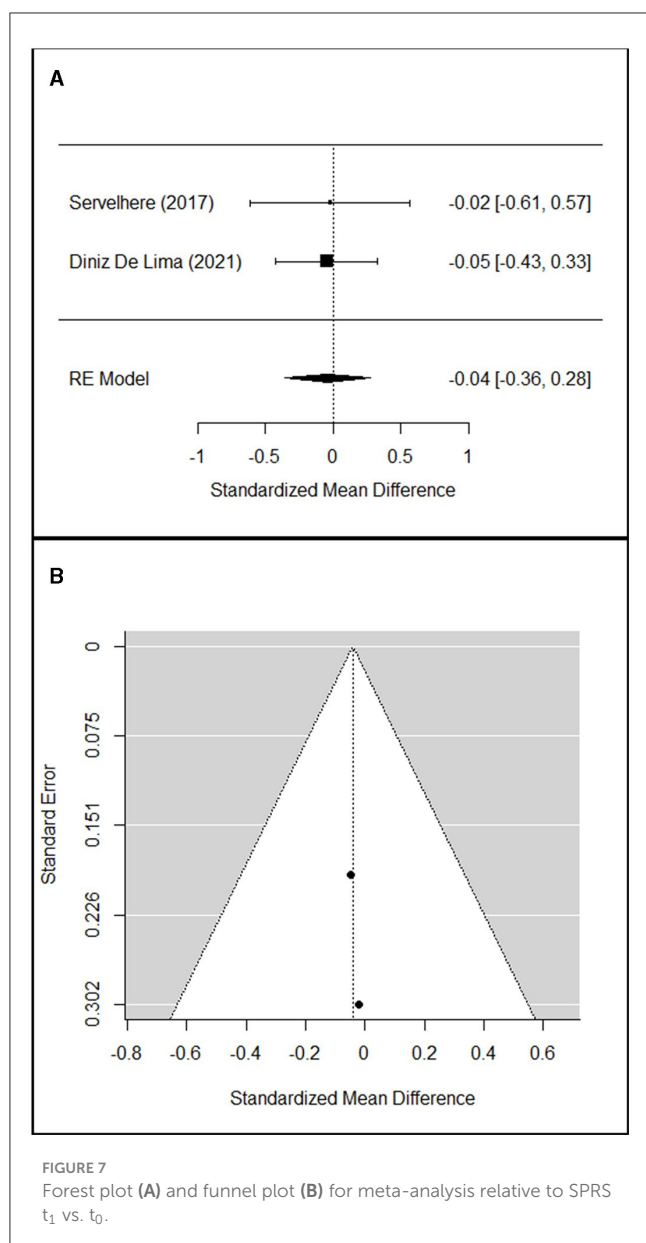 A
Servelhere (2017) -0.02 [-0.61, 0.57]
Diniz De Lima (2021) -0.05 [-0.43, 0.33]
RE Model -0.04 [-0.36, 0.28]
-1 -0.5 0 0.5 1
Standardized Mean Difference
B
Standard Error
0
0.075
0.151
0.226
0.302
-0.8 -0.6 -0.4 -0.2 0 0.2 0.4 0.6
Standardized Mean Difference
FIGURE 7
Forest plot (A) and funnel plot (B) for meta-analysis relative to SPRS
t₁ vs. t₀.